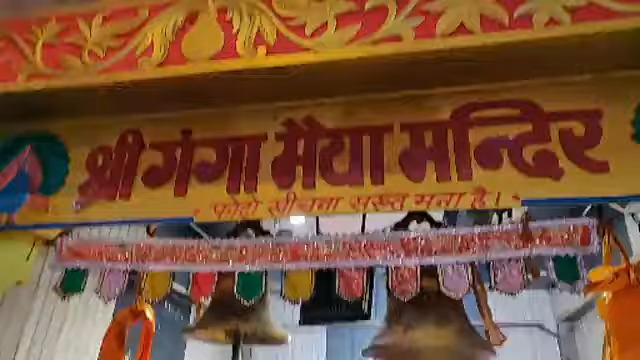 श्री गंगा मैया मन्दिर
फोटो खीचना सख्त मना है।